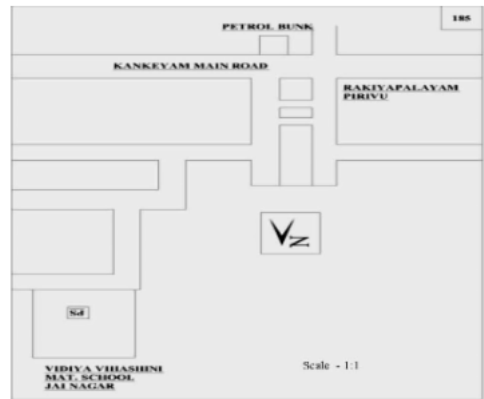 185
PETROL BUNK
KANKEYAM MAIN ROAD
RAKIYAPALAYAM
PIRIVU
N
Sd
Scale - 1:1
VIDIYA VIHASHINI
MAT. SCHOOL
JAI NAGAR